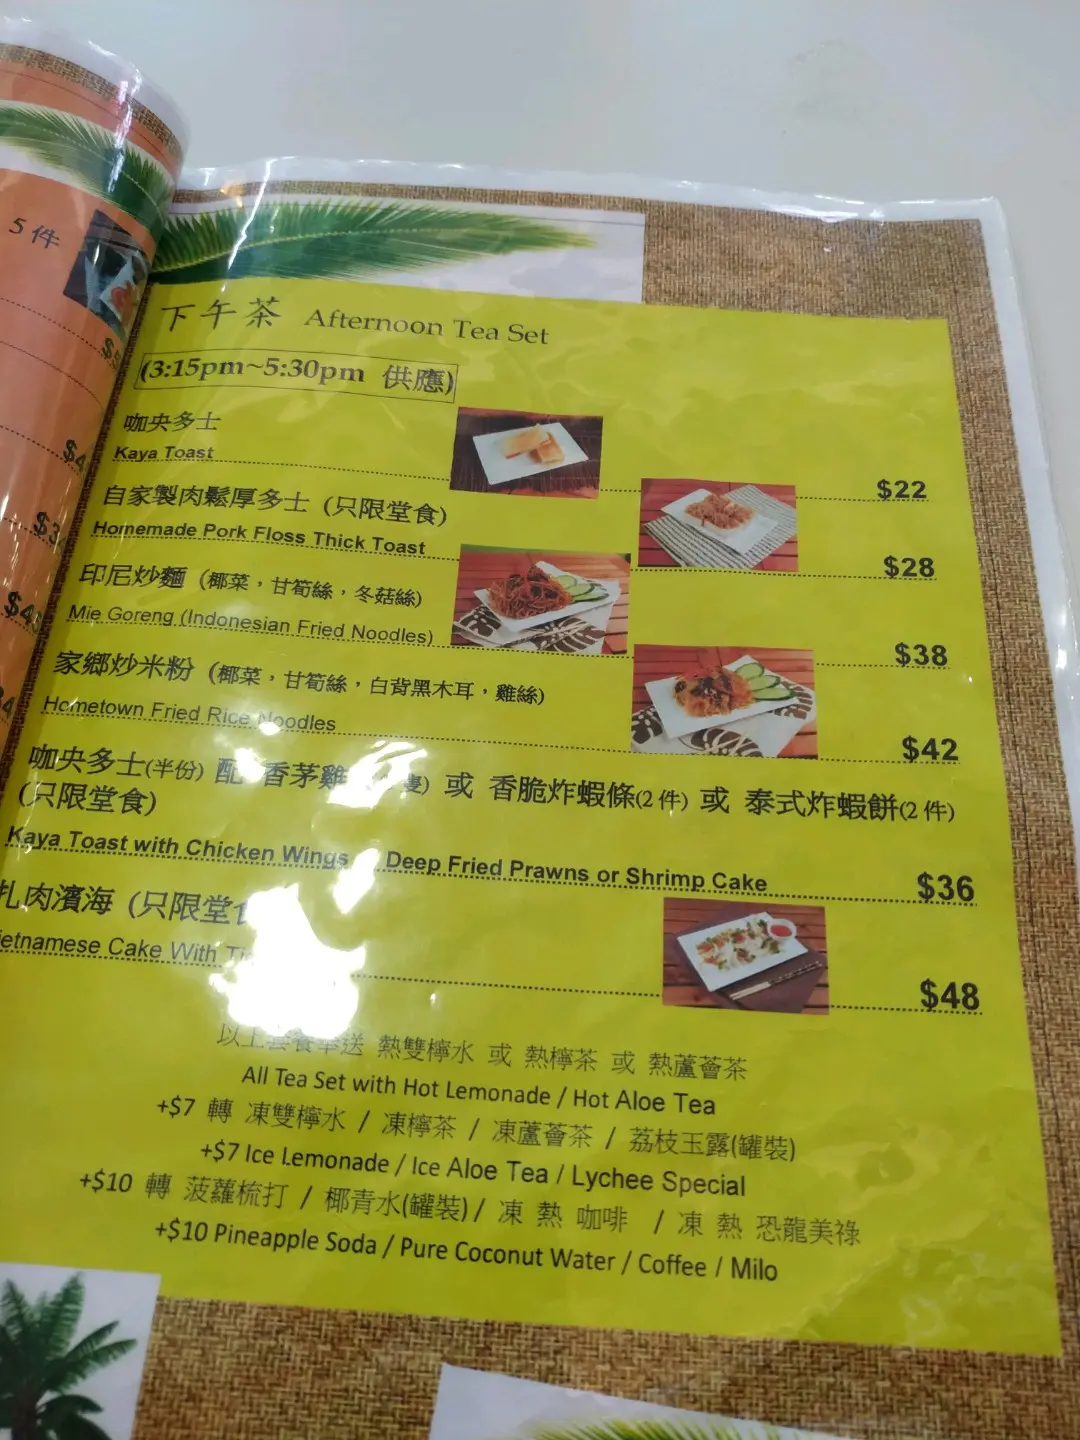 5 件
下午茶 Afternoon Tea Set
(3:15pm~5:30pm 供應)
咖央多士
Kaya Toast
$22
自家製肉鬆厚多士 (只限堂食)
Homemade Pork Floss Thick Toast
$28
印尼炒麵 (椰菜，甘筍絲，冬菇絲)
Mie Goreng (Indonesian Fried Noodles)
$38
家鄉炒米粉 (椰菜，甘筍絲，白背黑木耳，雞絲)
Hometown Fried Rice Noodles
$42
咖央多士(半份) 配 香茅雞 或 香脆炸蝦條(2 件) 或 泰式炸蝦餅(2 件)
(只限堂食)
Kaya Toast with Chicken Wings Deep Fried Prawns or Shrimp Cake
$36
扎肉濱海 (只限堂食
ietnamese Cake With
$48
以上套餐奉送 熱雙檸水 或 熱檸茶 或 熱蘆薈茶
All Tea Set with Hot Lemonade / Hot Aloe Tea
+$7 轉 凍雙檸水 / 凍檸茶 / 凍蘆薈茶 / 荔枝玉露(罐裝)
+$7 Ice Lemonade / Ice Aloe Tea / Lychee Special
+$10 轉 菠蘿梳打 / 椰青水(罐裝) / 凍 熱 咖啡 / 凍 熱 恐龍美祿
+$10 Pineapple Soda / Pure Coconut Water / Coffee / Milo